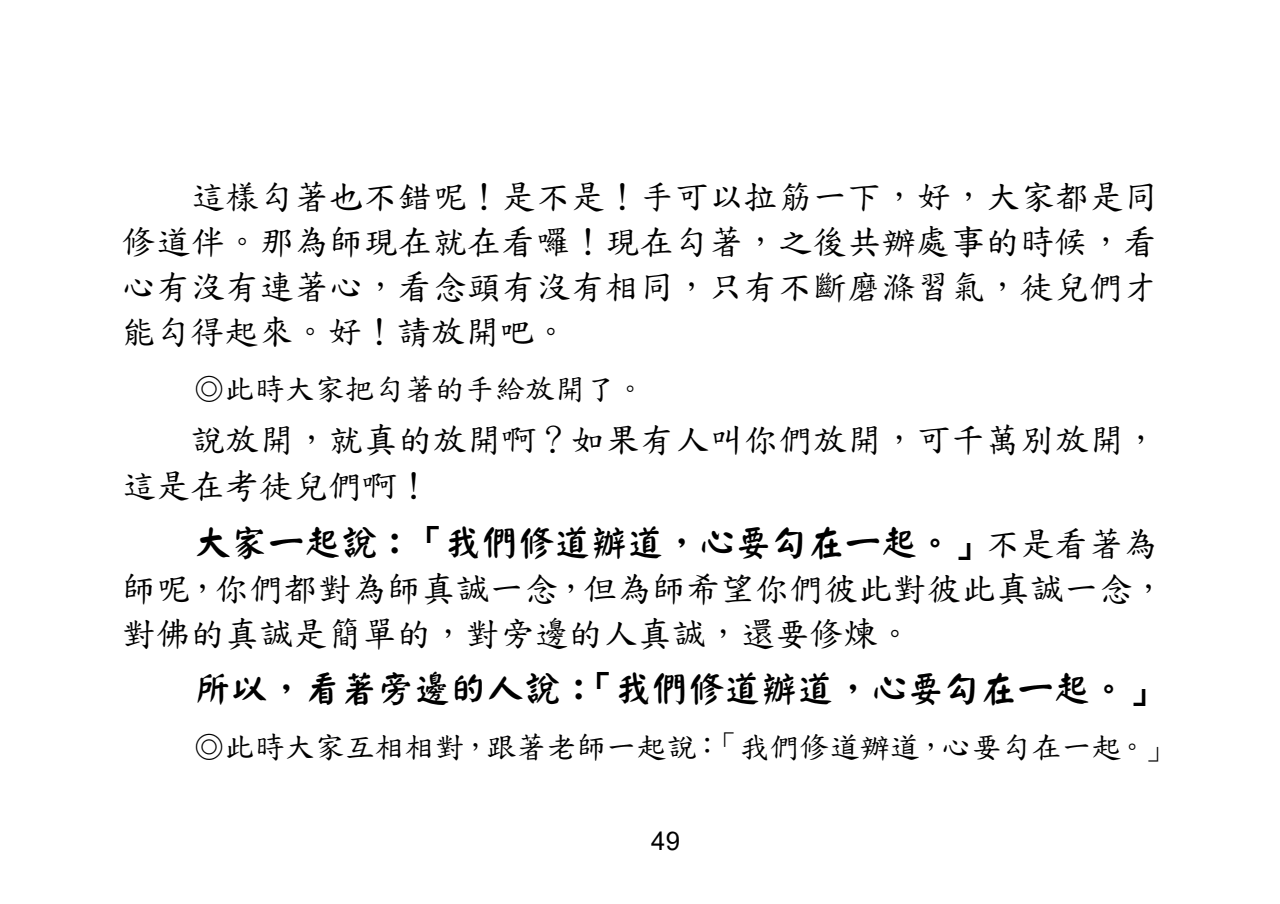 這樣勾著也不錯呢！是不是！手可以拉筋一下，好，大家都是同
修道伴。那為師現在就在看囉！現在勾著，之後共辦處事的時候，看
心有沒有連著心，看念頭有沒有相同，只有不斷磨滌習氣，徒兒們才
能勾得起來。好！請放開吧。
◎此時大家把勾著的手給放開了。
說放開，就真的放開啊？如果有人叫你們放開，可千萬別放開，
這是在考徒兒們啊！
大家一起說：「我們修道辦道，心要勾在一起。」不是看著為
師呢，你們都對為師真誠一念，但為師希望你們彼此對彼此真誠一念，
對佛的真誠是簡單的，對旁邊的人真誠，還要修煉。
所以，看著旁邊的人說：「我們修道辦道，心要勾在一起。」
◎此時大家互相相對，跟著老師一起說：「我們修道辦道，心要勾在一起。」
49